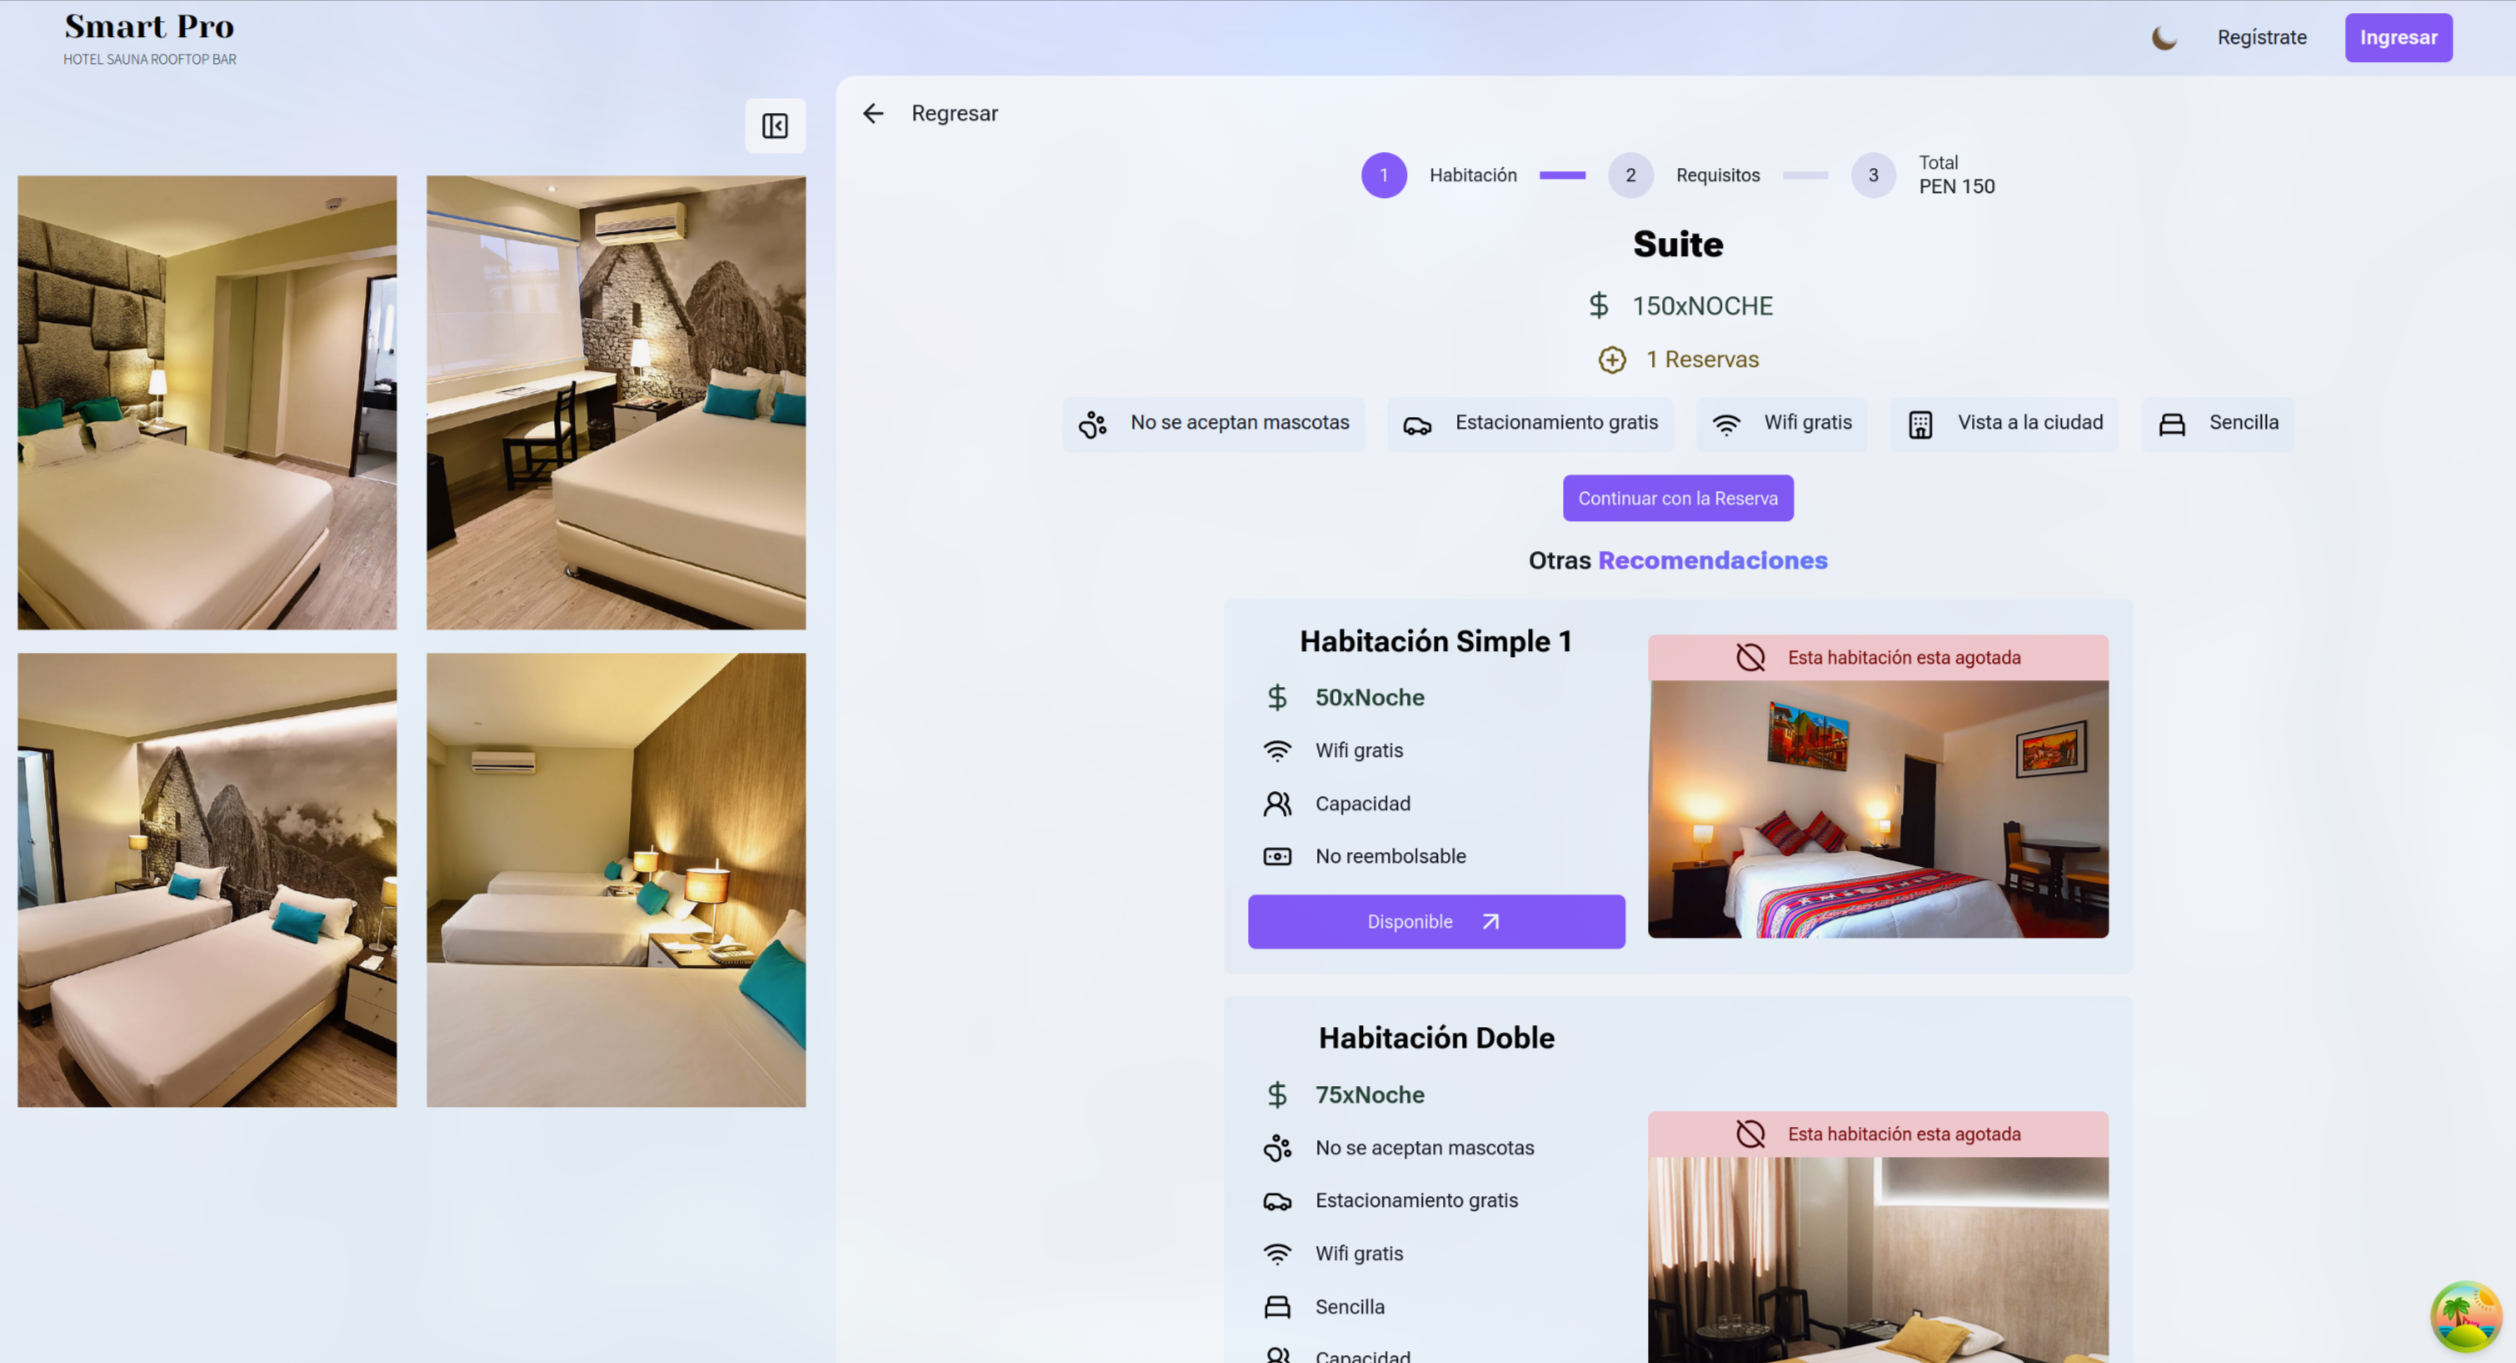 Smart Pro
HOTEL SAUNA ROOFTOP BAR
Regístrate
Ingresar
Regresar
1 Habitación
2 Requisitos
3 Total
PEN 150
Suite
150xNOCHE
1 Reservas
No se aceptan mascotas
Estacionamiento gratis
Wifi gratis
Vista a la ciudad
Sencilla
Continuar con la Reserva
Otras Recomendaciones
Habitación Simple 1
50xNoche
Wifi gratis
Capacidad
No reembolsable
Disponible
Esta habitación esta agotada
Habitación Doble
75xNoche
No se aceptan mascotas
Estacionamiento gratis
Wifi gratis
Sencilla
Capacidad
Esta habitación esta agotada